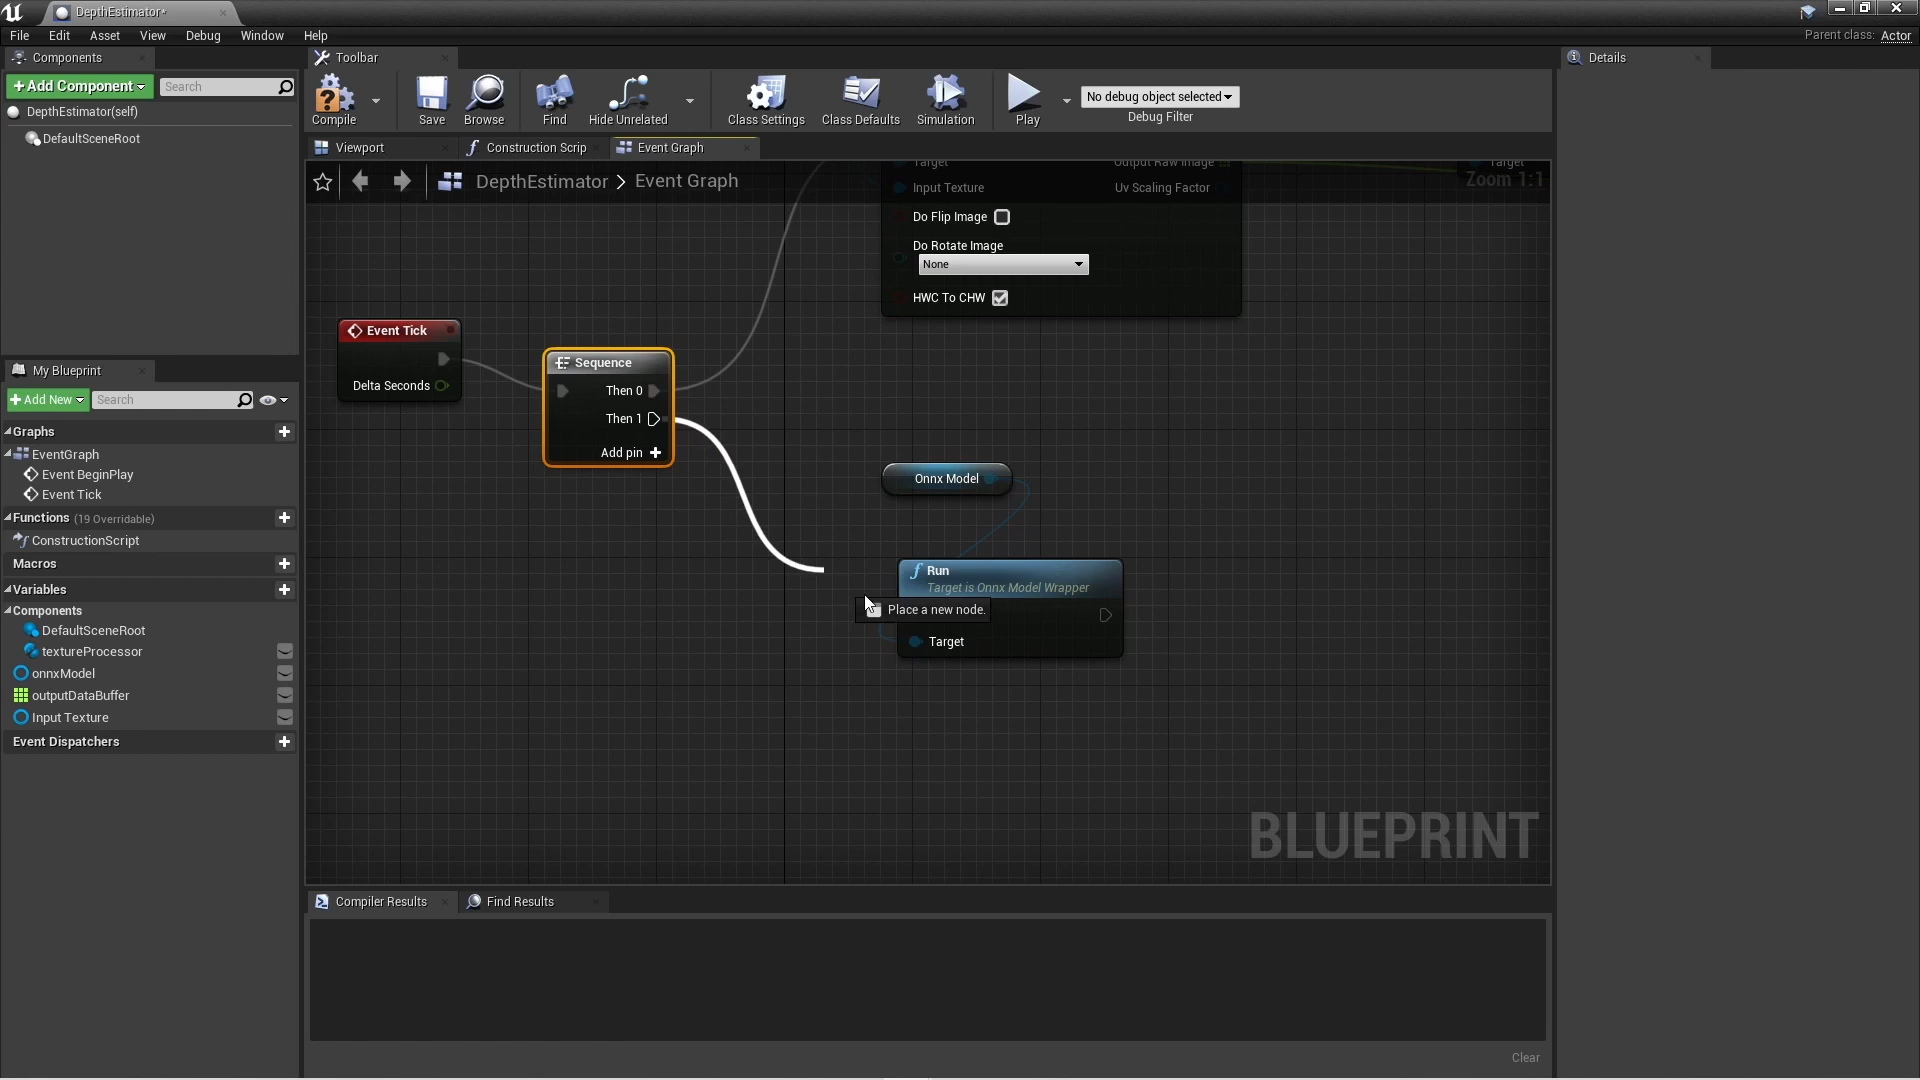 DepthEstimator*
File Edit Asset View Debug Window Help
Parent class: Actor
Components
Toolbar
Details
+ Add Component
Search
DepthEstimator(self)
DefaultSceneRoot
Compile
Save
Browse
Find
Hide Unrelated
Class Settings
Class Defaults
Simulation
Play
No debug object selected
Debug Filter
Viewport
Construction Scrip
Event Graph
DepthEstimator > Event Graph
Zoom 1:1
Target
Output Raw Image
Target
Input Texture
Uv Scaling Factor
Do Flip Image
Do Rotate Image
None
HWC To CHW
Event Tick
Delta Seconds
Sequence
Then 0
Then 1
Add pin
Onnx Model
Run
Target is Onnx Model Wrapper
Place a new node.
Target
BLUEPRINT
My Blueprint
+ Add New
Search
Graphs
EventGraph
Event BeginPlay
Event Tick
Functions (19 Overridable)
ConstructionScript
Macros
Variables
Components
DefaultSceneRoot
textureProcessor
onnxModel
outputDataBuffer
Input Texture
Event Dispatchers
Compiler Results
Find Results
Clear